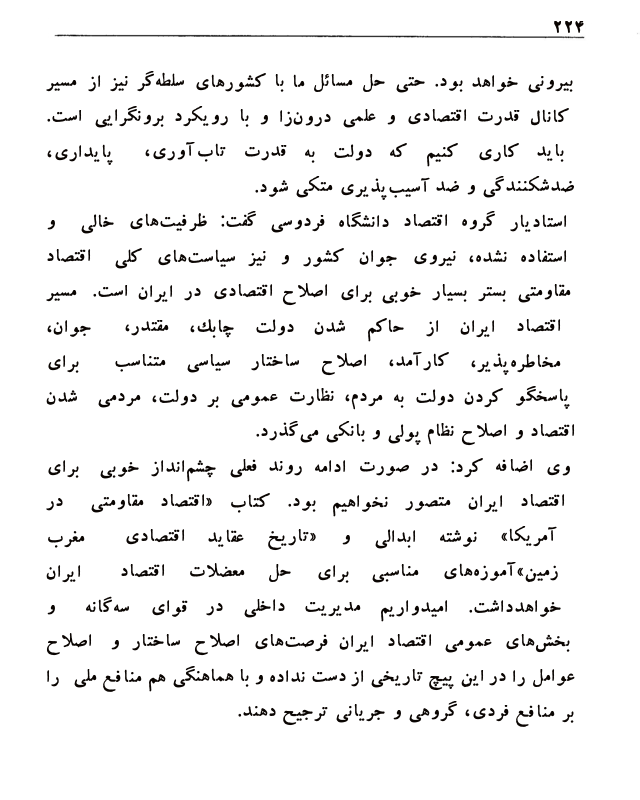 ۲۲۴
بیرونی خواهد بود. حتی حل مسائل ما با کشورهای سلطه‌گر نیز از مسیر
کانال قدرت اقتصادی و علمی درون‌زا و با رویکرد برونگرایی است.
باید کاری کنیم که دولت به قدرت تاب‌آوری، پایداری،
ضدشکنندگی و ضد آسیب‌پذیری متکی شود.
استادیار گروه اقتصاد دانشگاه فردوسی گفت: ظرفیت‌های خالی و
استفاده نشده، نیروی جوان کشور و نیز سیاست‌های کلی اقتصاد
مقاومتی بستر بسیار خوبی برای اصلاح اقتصادی در ایران است. مسیر
اقتصاد ایران از حاکم شدن دولت چابك، مقتدر، جوان،
مخاطره‌پذیر، کارآمد، اصلاح ساختار سیاسی متناسب برای
پاسخگو کردن دولت به مردم، نظارت عمومی بر دولت، مردمی شدن
اقتصاد و اصلاح نظام پولی و بانکی می‌گذرد.
وی اضافه کرد: در صورت ادامه روند فعلی چشم‌انداز خوبی برای
اقتصاد ایران متصور نخواهیم بود. کتاب «اقتصاد مقاومتی در
آمریکا» نوشته ابدالی و «تاریخ عقاید اقتصادی مغرب
زمین»آموزه‌های مناسبی برای حل معضلات اقتصاد ایران
خواهدداشت. امیدواریم مدیریت داخلی در قوای سه‌گانه و
بخش‌های عمومی اقتصاد ایران فرصت‌های اصلاح ساختار و اصلاح
عوامل را در این پیچ تاریخی از دست نداده و با هماهنگی هم منافع ملی را
بر منافع فردی، گروهی و جریانی ترجیح دهند.